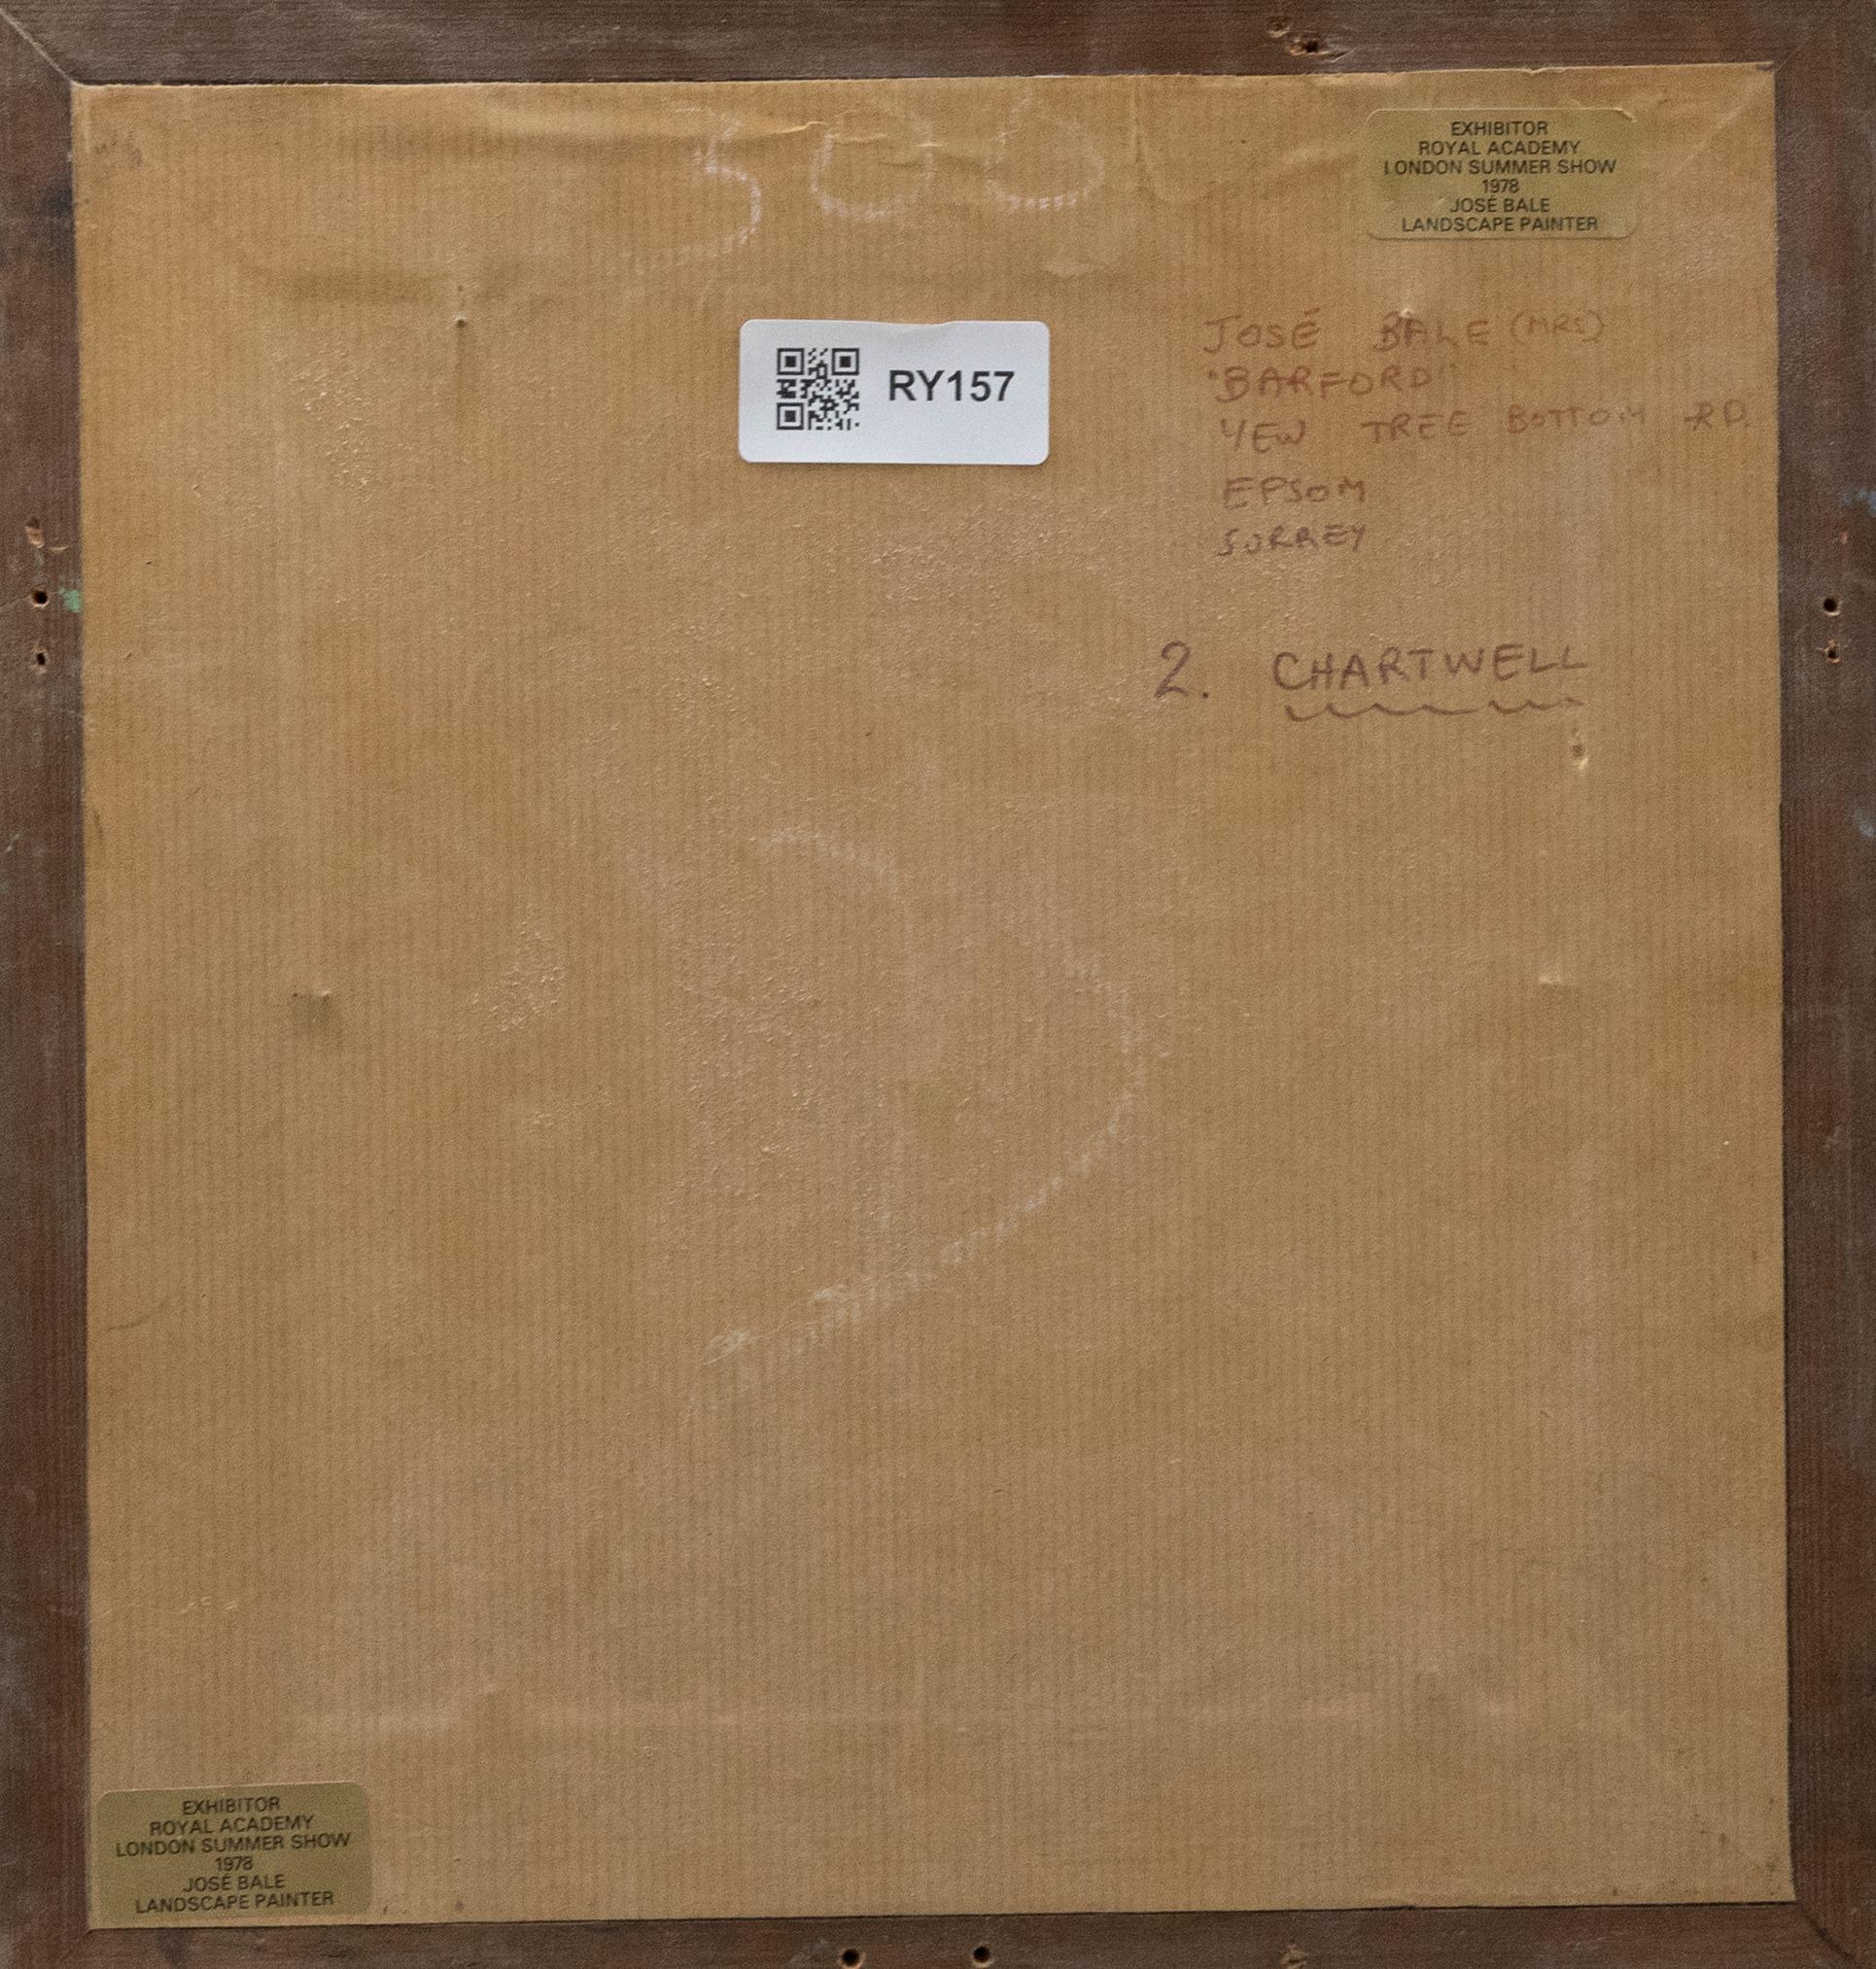 EXHIBITOR
ROYAL ACADEMY
LONDON SUMMER SHOW
1978
JOSÉ BALE
LANDSCAPE PAINTER
RY157
JOSÉ BALE (MRS)
"BARFORD"
YEW TREE BOTTOM RD.
EPSOM
SURREY
2. CHARTWELL
EXHIBITOR
ROYAL ACADEMY
LONDON SUMMER SHOW
1978
JOSÉ BALE
LANDSCAPE PAINTER